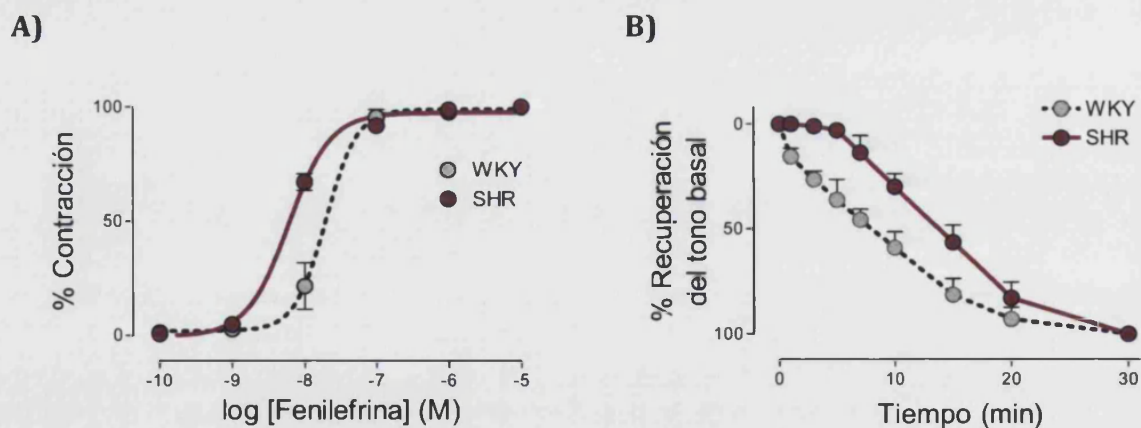 A)
% Contracción
100
50
0
-10 -9 -8 -7 -6 -5
log [Fenilefrina] (M)
WKY
SHR
B)
% Recuperación
del tono basal
0
50
100
0 10 20 30
Tiempo (min)
WKY
SHR